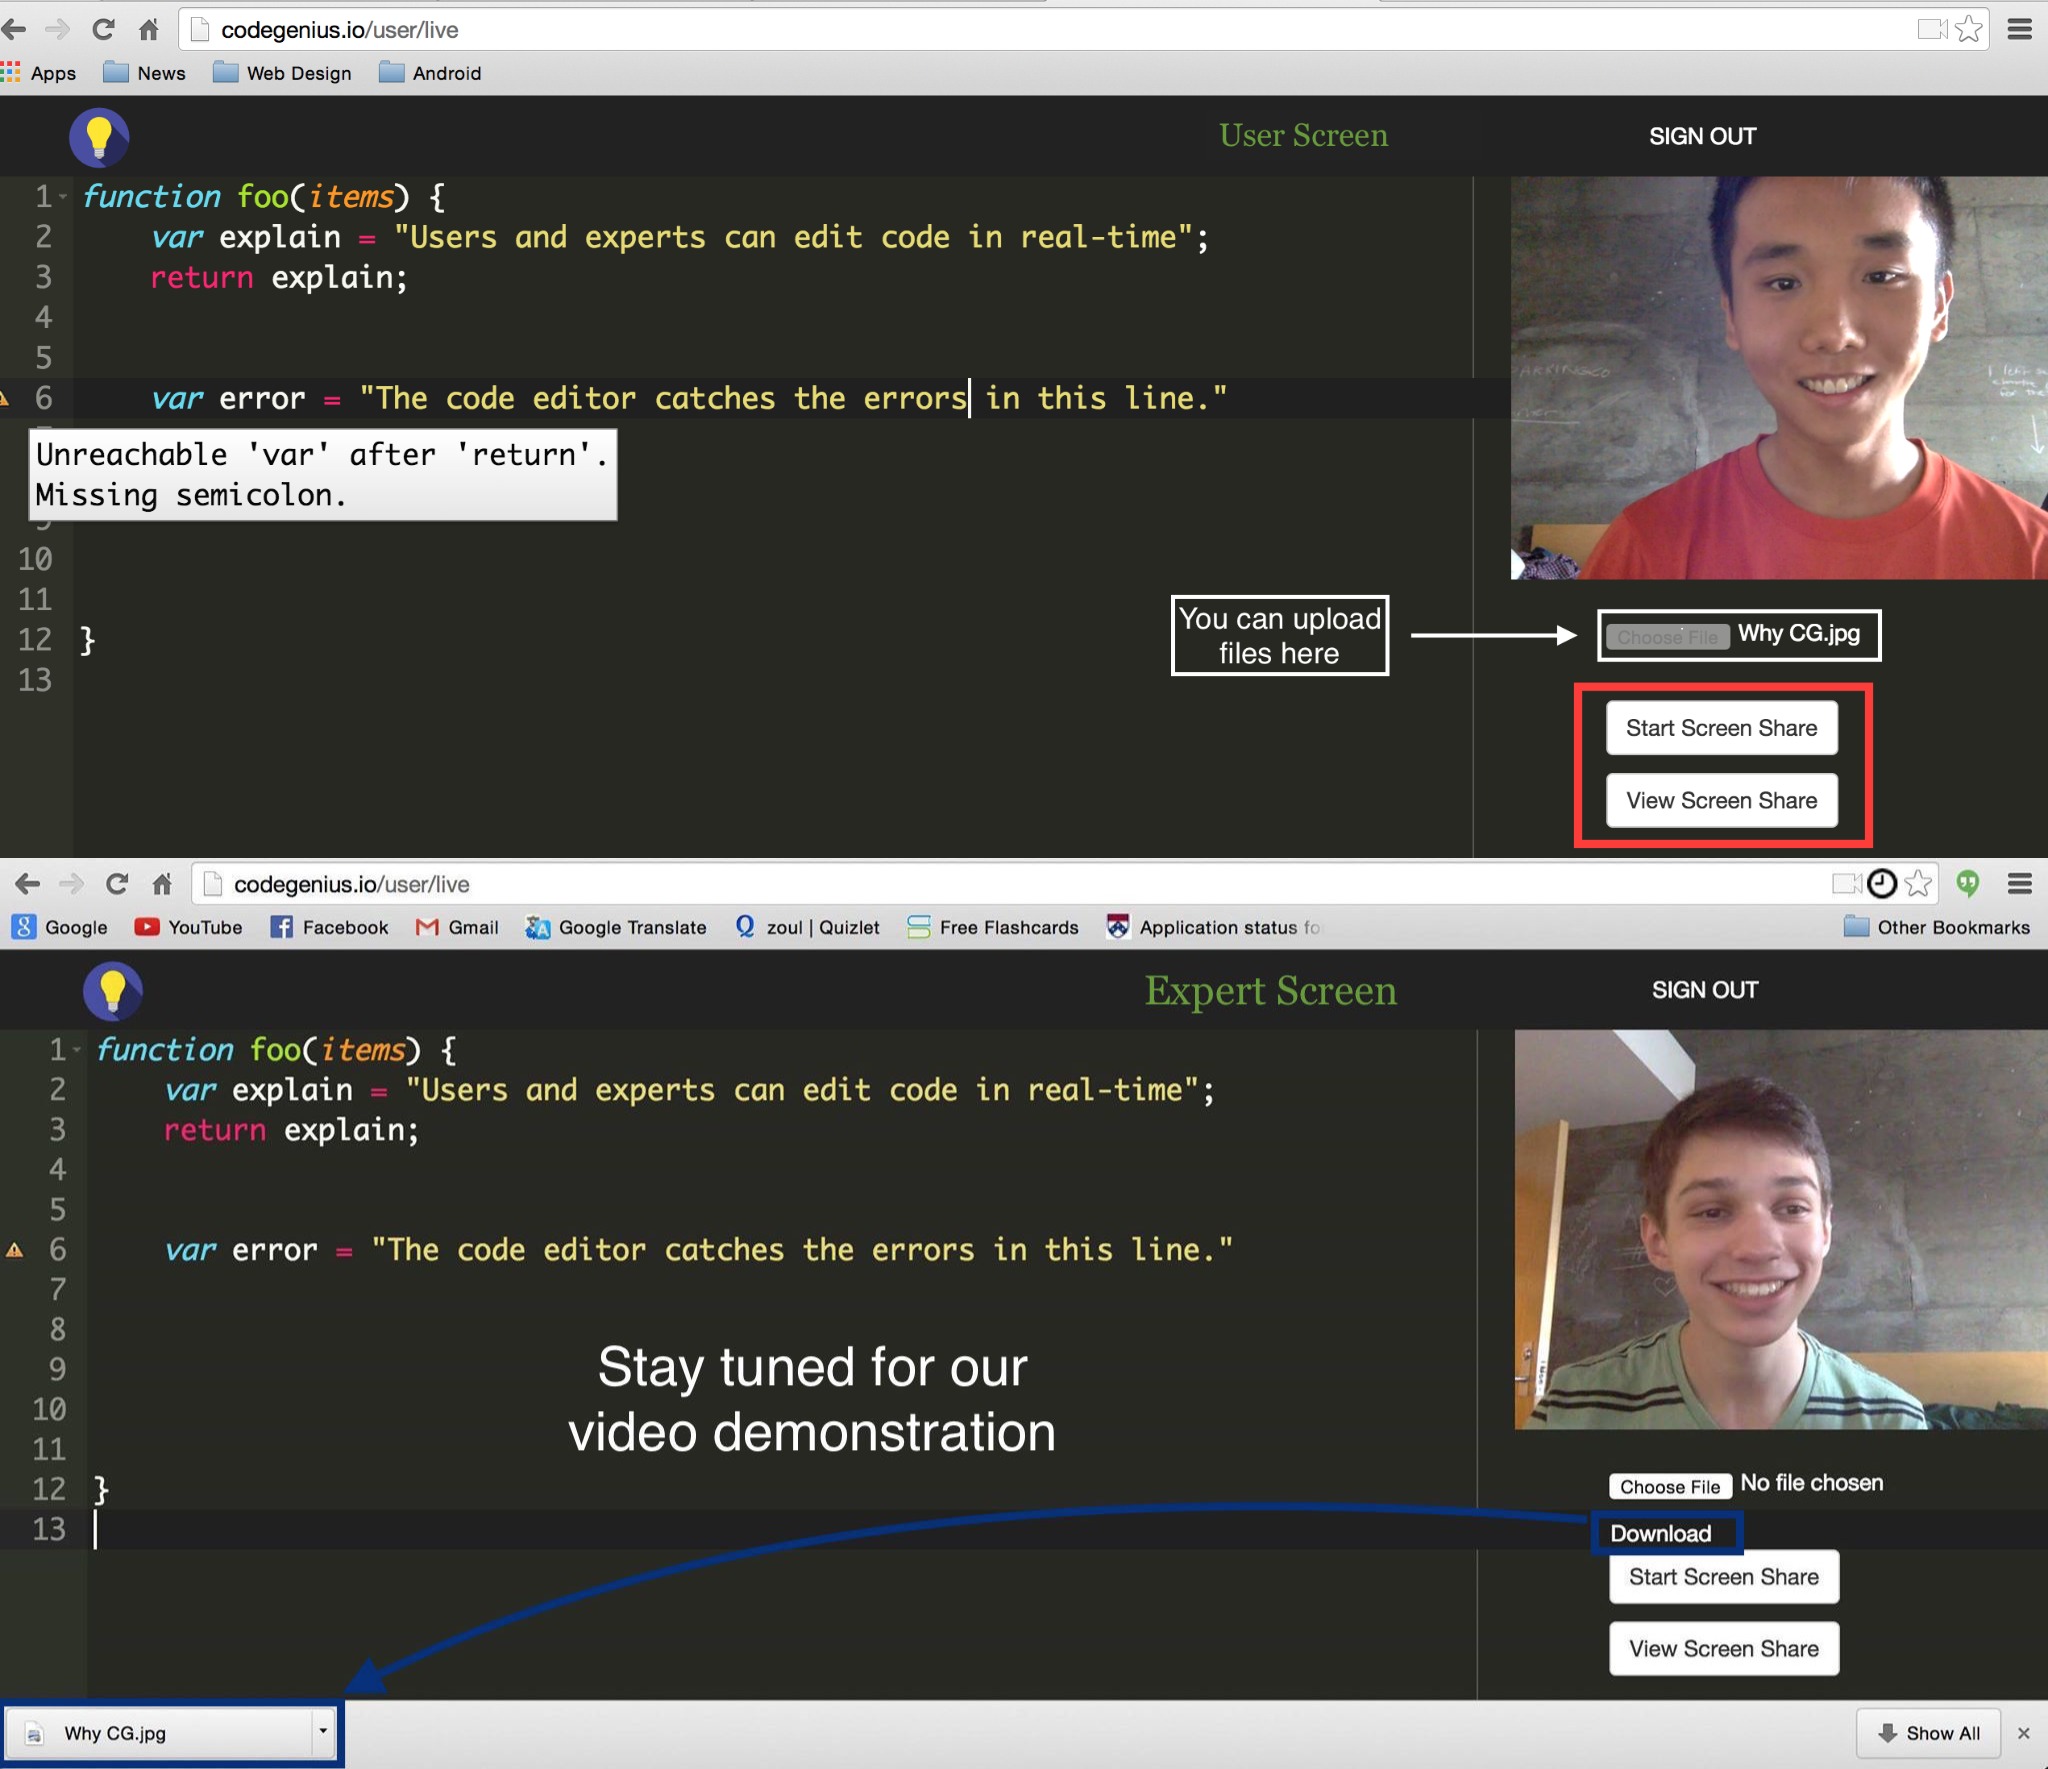 codegenius.io/user/live
Apps News Web Design Android
User Screen SIGN OUT
1 function foo(items) {
2 var explain = "Users and experts can edit code in real-time";
3 return explain;
4
5
6 var error = "The code editor catches the errors in this line."
Unreachable 'var' after 'return'.
Missing semicolon.
10
11
12 }
13
You can upload
files here
Choose File Why CG.jpg
Start Screen Share
View Screen Share
codegenius.io/user/live
Google YouTube Facebook Gmail Google Translate zoul | Quizlet Free Flashcards Application status fo Other Bookmarks
Expert Screen SIGN OUT
1 function foo(items) {
2 var explain = "Users and experts can edit code in real-time";
3 return explain;
4
5
6 var error = "The code editor catches the errors in this line."
7
8
9
10
11
12 }
13
Stay tuned for our
video demonstration
Choose File No file chosen
Download
Start Screen Share
View Screen Share
Why CG.jpg Show All